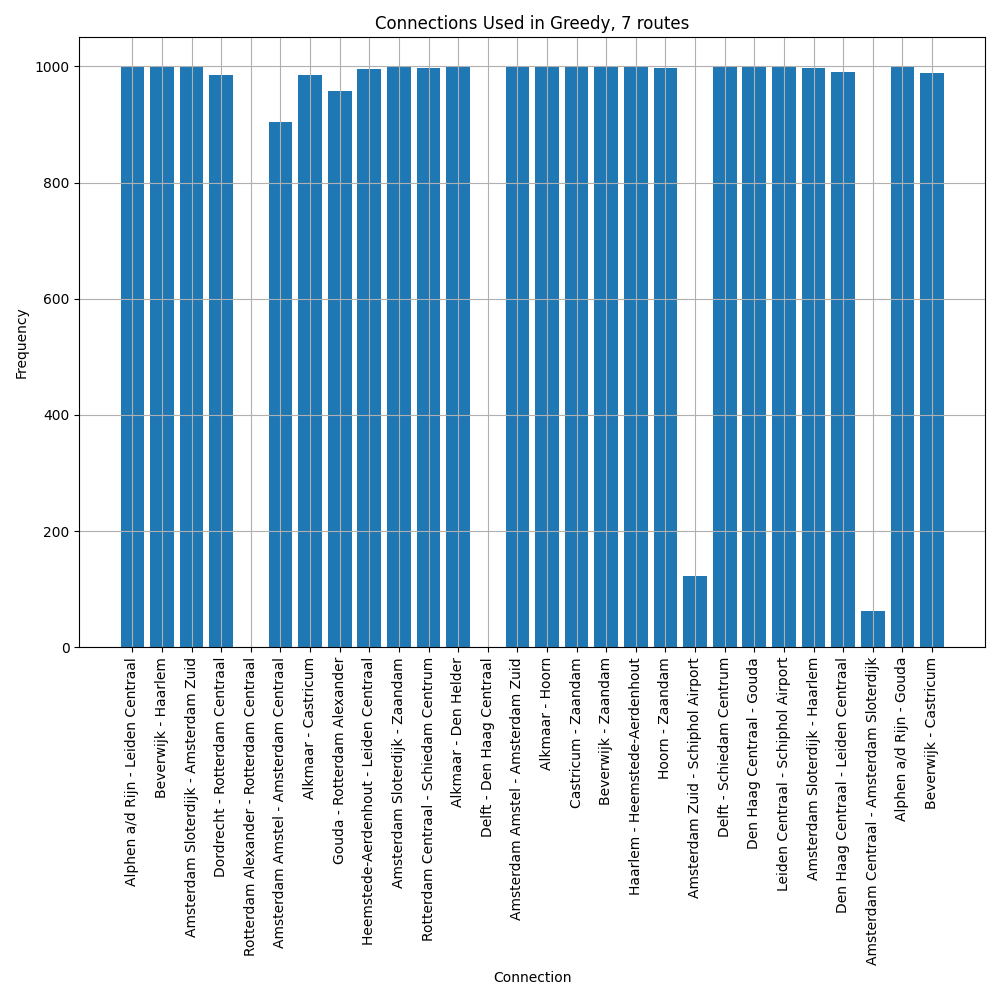 Connections Used in Greedy, 7 routes
1000
800
600
400
200
0
Frequency
Alphen a/d Rijn - Leiden Centraal
Beverwijk - Haarlem
Amsterdam Sloterdijk - Amsterdam Zuid
Dordrecht - Rotterdam Centraal
Rotterdam Alexander - Rotterdam Centraal
Amsterdam Amstel - Amsterdam Centraal
Alkmaar - Castricum
Gouda - Rotterdam Alexander
Heemstede-Aerdenhout - Leiden Centraal
Amsterdam Sloterdijk - Zaandam
Rotterdam Centraal - Schiedam Centrum
Alkmaar - Den Helder
Delft - Den Haag Centraal
Amsterdam Amstel - Amsterdam Zuid
Alkmaar - Hoorn
Castricum - Zaandam
Beverwijk - Zaandam
Haarlem - Heemstede-Aerdenhout
Hoorn - Zaandam
Amsterdam Zuid - Schiphol Airport
Delft - Schiedam Centrum
Den Haag Centraal - Gouda
Leiden Centraal - Schiphol Airport
Amsterdam Sloterdijk - Haarlem
Den Haag Centraal - Leiden Centraal
Amsterdam Centraal - Amsterdam Sloterdijk
Alphen a/d Rijn - Gouda
Beverwijk - Castricum
Connection